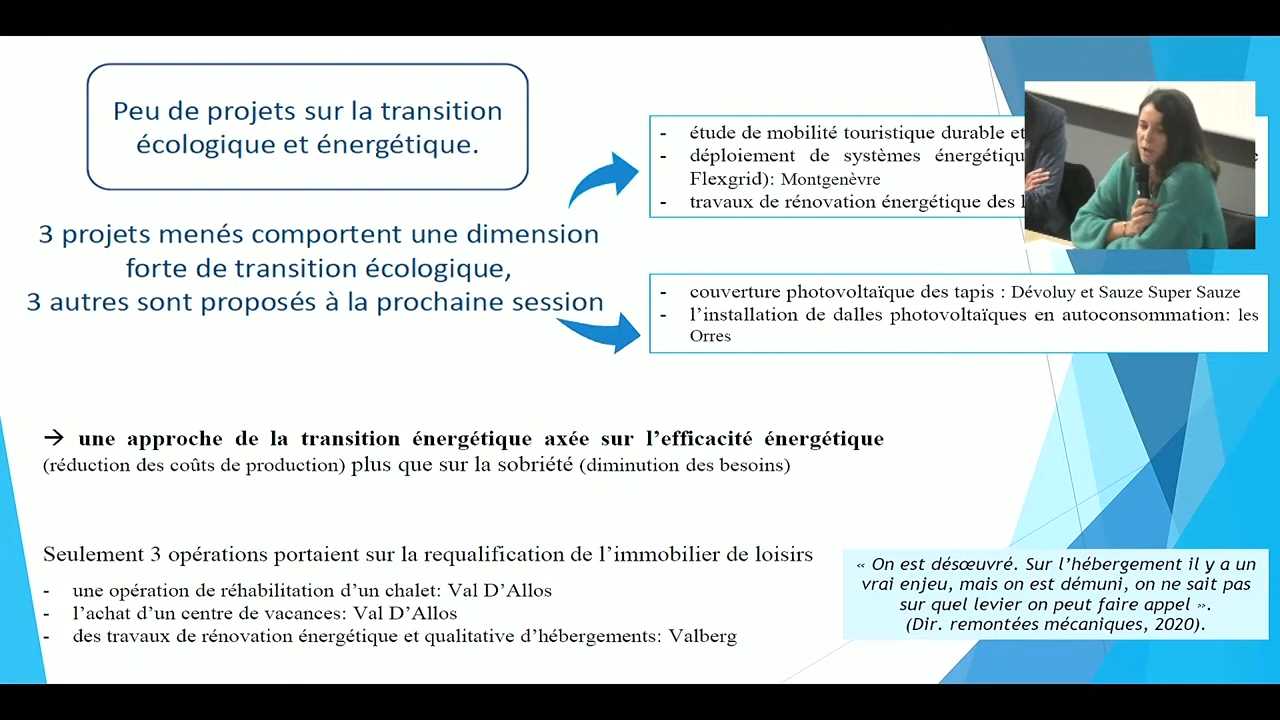 Peu de projets sur la transition
écologique et énergétique.
3 projets menés comportent une dimension
forte de transition écologique,
3 autres sont proposés à la prochaine session
- étude de mobilité touristique durable et
- déploiement de systèmes
Flexgrid): Montgenèvre
- travaux de rénovation énergétique des
- couverture photovoltaïque des tapis : Dévoluy et Sauze Super Sauze
- l’installation de dalles photovoltaïques en autoconsommation: les
Orres
→ une approche de la transition énergétique axée sur l’efficacité énergétique
(réduction des coûts de production) plus que sur la sobriété (diminution des besoins)
Seulement 3 opérations portaient sur la requalification de l’immobilier de loisirs
- une opération de réhabilitation d’un chalet: Val D’Allos
- l’achat d’un centre de vacances: Val D’Allos
- des travaux de rénovation énergétique et qualitative d’hébergements: Valberg
« On est désœuvré. Sur l’hébergement il y a un
vrai enjeu, mais on est démuni, on ne sait pas
sur quel levier on peut faire appel ».
(Dir. remontées mécaniques, 2020).